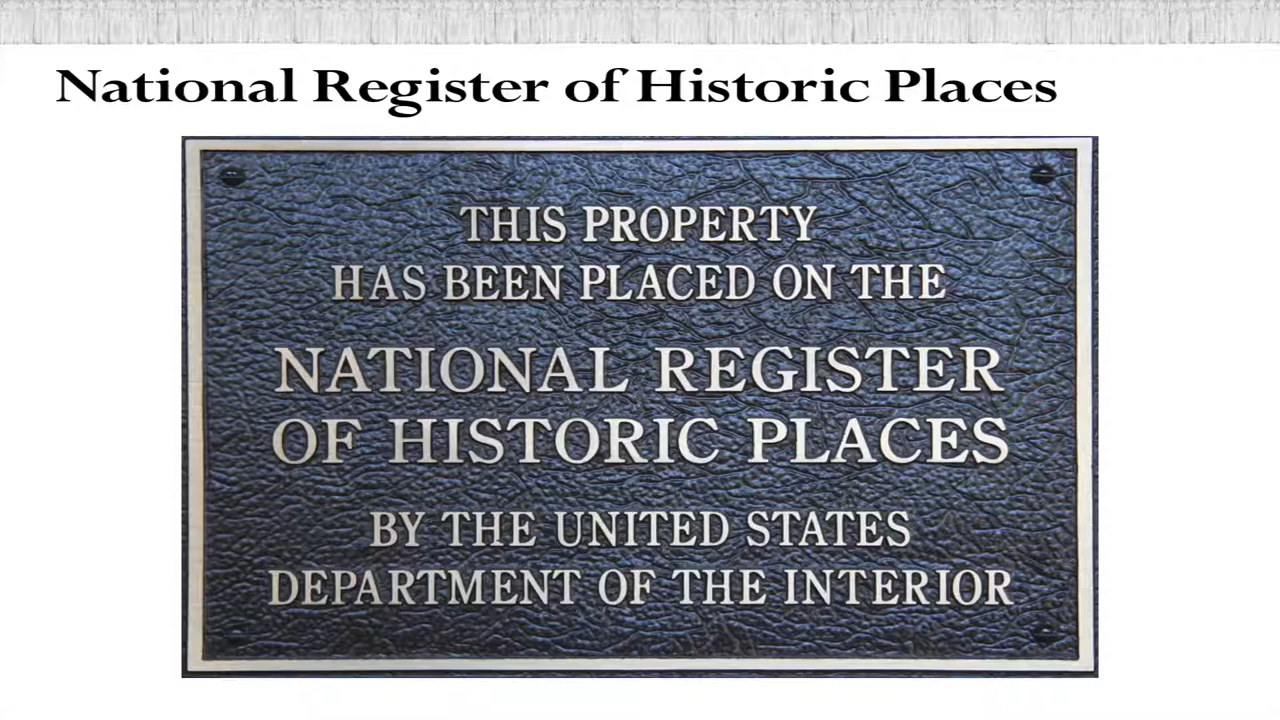 National Register of Historic Places
THIS PROPERTY
HAS BEEN PLACED ON THE
NATIONAL REGISTER
OF HISTORIC PLACES
BY THE UNITED STATES
DEPARTMENT OF THE INTERIOR